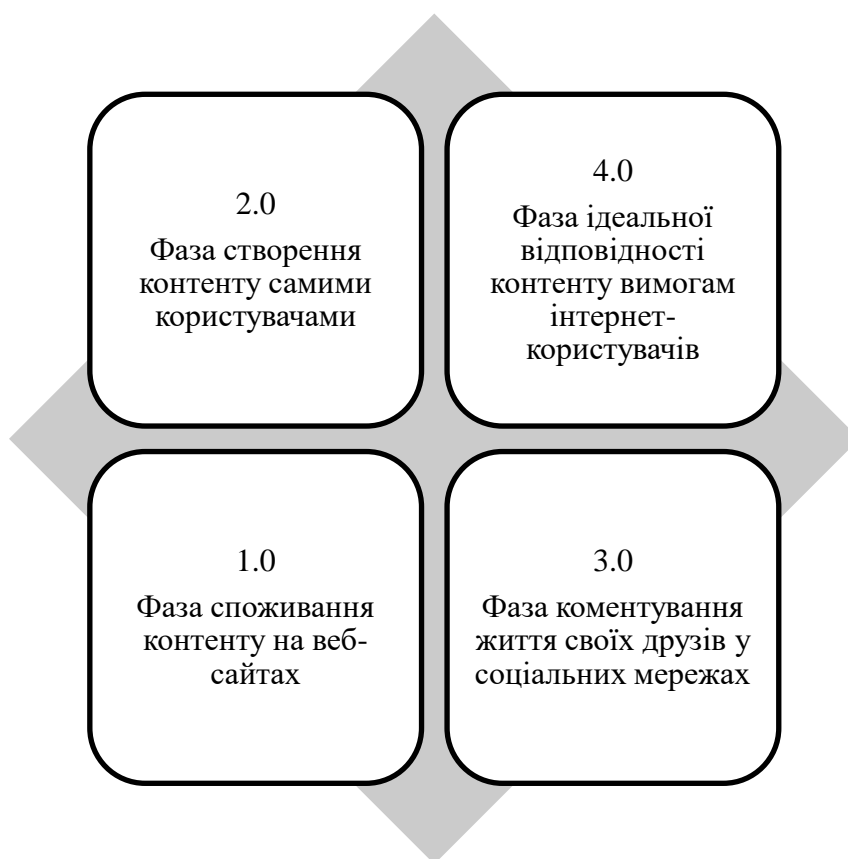 2.0
Фаза створення
контенту самими
користувачами
4.0
Фаза ідеальної
відповідності
контенту вимогам
інтернет-
користувачів
1.0
Фаза споживання
контенту на веб-
сайтах
3.0
Фаза коментування
життя своїх друзів у
соціальних мережах